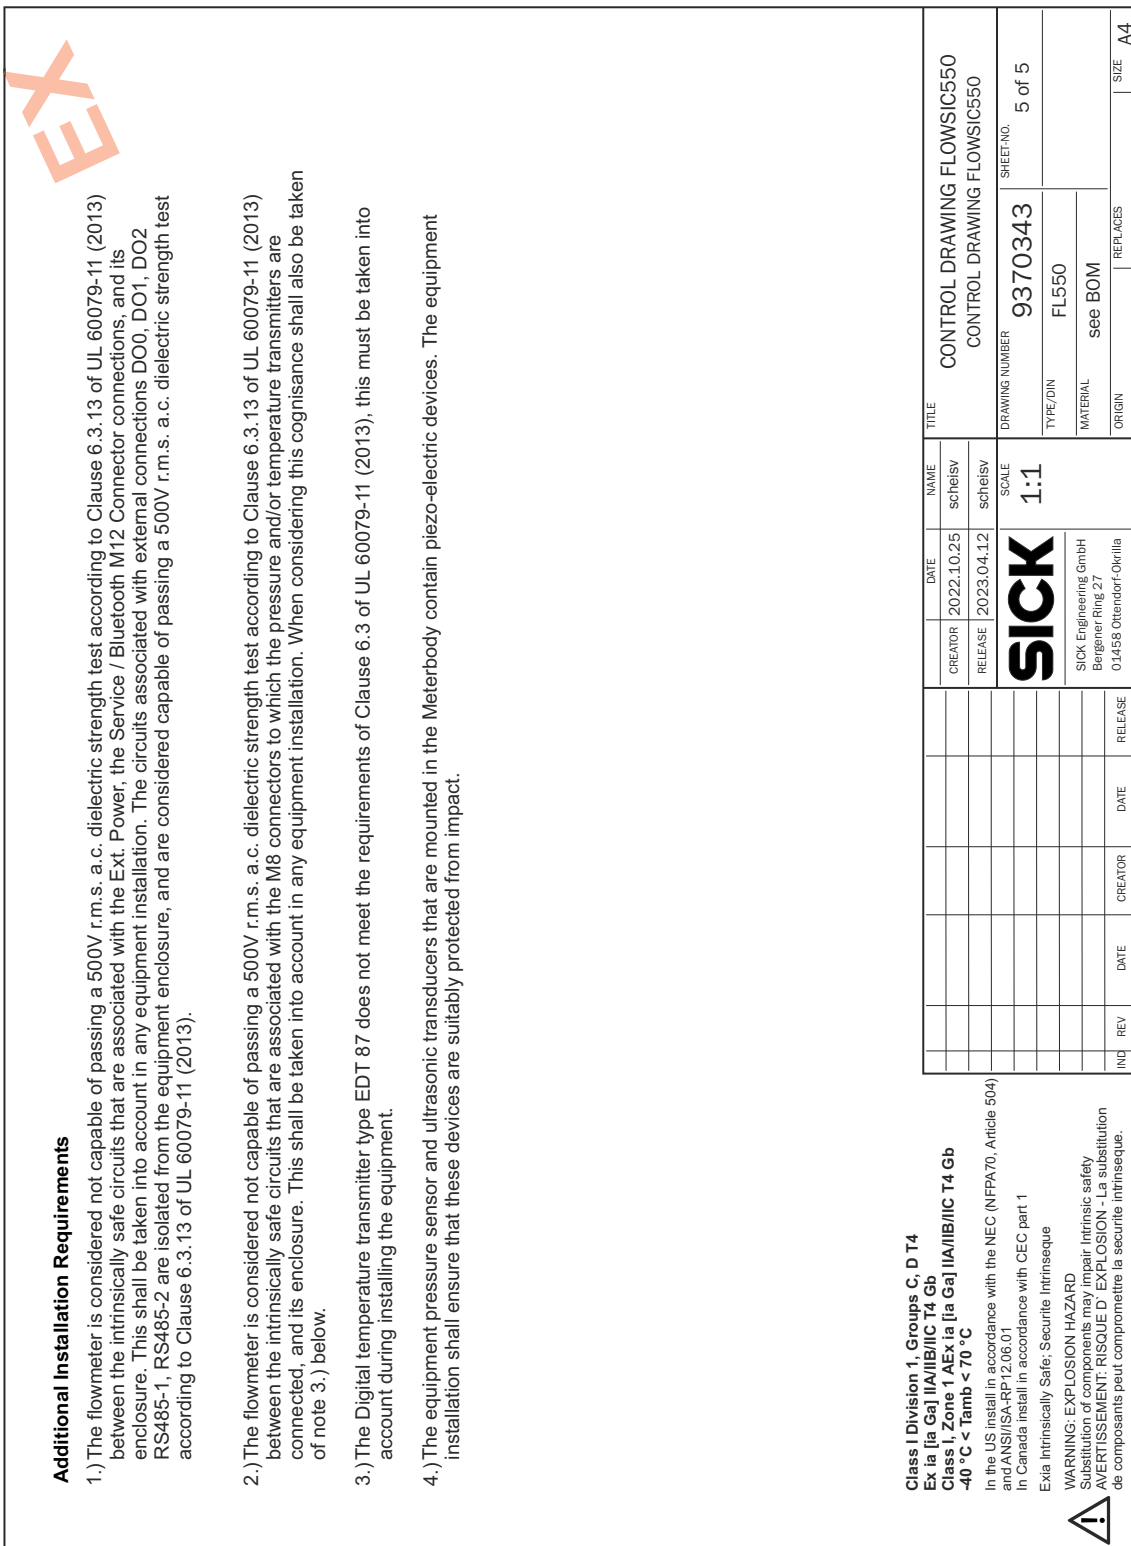 EX
Additional Installation Requirements
1.) The flowmeter is considered not capable of passing a 500V r.m.s. a.c. dielectric strength test according to Clause 6.3.13 of UL 60079-11 (2013)
between the intrinsically safe circuits that are associated with the Ext. Power, the Service / Bluetooth M12 Connector connections, and its
enclosure. This shall be taken into account in any equipment installation. The circuits associated with external connections DO0, DO1, DO2
RS485-1, RS485-2 are isolated from the equipment enclosure, and are considered capable of passing a 500V r.m.s. a.c. dielectric strength test
according to Clause 6.3.13 of UL 60079-11 (2013).
2.) The flowmeter is considered not capable of passing a 500V r.m.s. a.c. dielectric strength test according to Clause 6.3.13 of UL 60079-11 (2013)
between the intrinsically safe circuits that are associated with the M8 connectors to which the pressure and/or temperature transmitters are
connected, and its enclosure. This shall be taken into account in any equipment installation. When considering this cognisance shall also be taken
of note 3.) below.
3.) The Digital temperature transmitter type EDT 87 does not meet the requirements of Clause 6.3 of UL 60079-11 (2013), this must be taken into
account during installing the equipment.
4.) The equipment pressure sensor and ultrasonic transducers that are mounted in the Meterbody contain piezo-electric devices. The equipment
installation shall ensure that these devices are suitably protected from impact.
Class I Division 1, Groups C, D T4
Ex ia [ia Ga] IIA/IIB/IIC T4 Gb
Class I, Zone 1 AEx ia [ia Ga] IIA/IIB/IIC T4 Gb
-40 °C < Tamb < 70 °C
In the US install in accordance with the NEC (NFPA70, Article 504)
and ANSI/ISA-RP12.06.01
In Canada install in accordance with CEC part 1
Exia Intrinsically Safe; Securite Intrinseque
WARNING: EXPLOSION HAZARD
Substitution of components may impair Intrinsic safety
AVERTISSEMENT: RISQUE D` EXPLOSION - La substitution
de composants peut compromettre la securite intrinseque.
IND REV DATE CREATOR DATE RELEASE
DATE NAME
CREATOR 2022.10.25 scheisv
RELEASE 2023.04.12 scheisv
SICK
SICK Engineering GmbH
Bergener Ring 27
01458 Ottendorf-Okrilla
SCALE
1:1
TITLE
CONTROL DRAWING FLOWSIC550
CONTROL DRAWING FLOWSIC550
DRAWING NUMBER
9370343
SHEET-NO.
5 of 5
TYPE/DIN
FL550
MATERIAL
see BOM
ORIGIN
REPLACES
SIZE A4